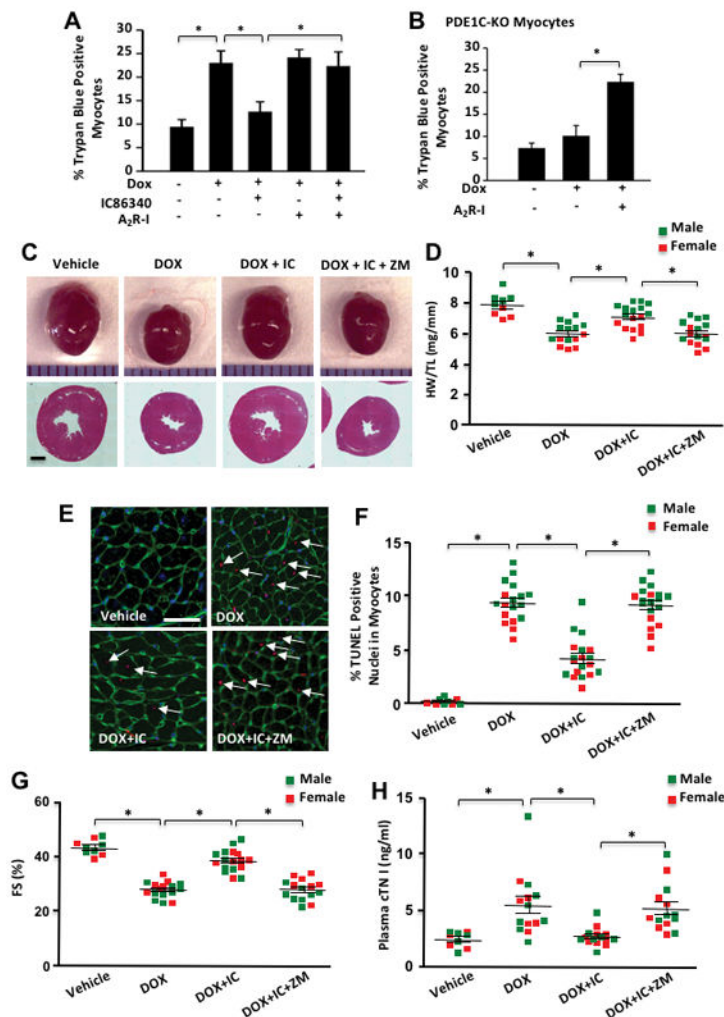 A
% Trypan Blue Positive
Myocytes
25
20
15
10
5
0
* * *
Dox - + + + +
IC86340 - - + - +
A₂R-I - - - + +
B
PDE1C-KO Myocytes
% Trypan Blue Positive
Myocytes
30
25
20
15
10
5
0
*
Dox - + +
A₂R-I - - +
C
Vehicle DOX DOX + IC DOX + IC + ZM
D
Male
Female
HW/TL (mg/mm)
10
8
6
4
2
0
* * *
Vehicle DOX DOX+IC DOX+IC+ZM
E
Vehicle DOX
DOX+IC DOX+IC+ZM
F
Male
Female
% TUNEL Positive
Nuclei in Myocytes
15
10
5
0
* * *
Vehicle DOX DOX+IC DOX+IC+ZM
G
Male
Female
FS (%)
60
40
20
0
* * *
Vehicle DOX DOX+IC DOX+IC+ZM
H
Male
Female
Plasma cTN I (ng/ml)
15
10
5
0
* * *
Vehicle DOX DOX+IC DOX+IC+ZM